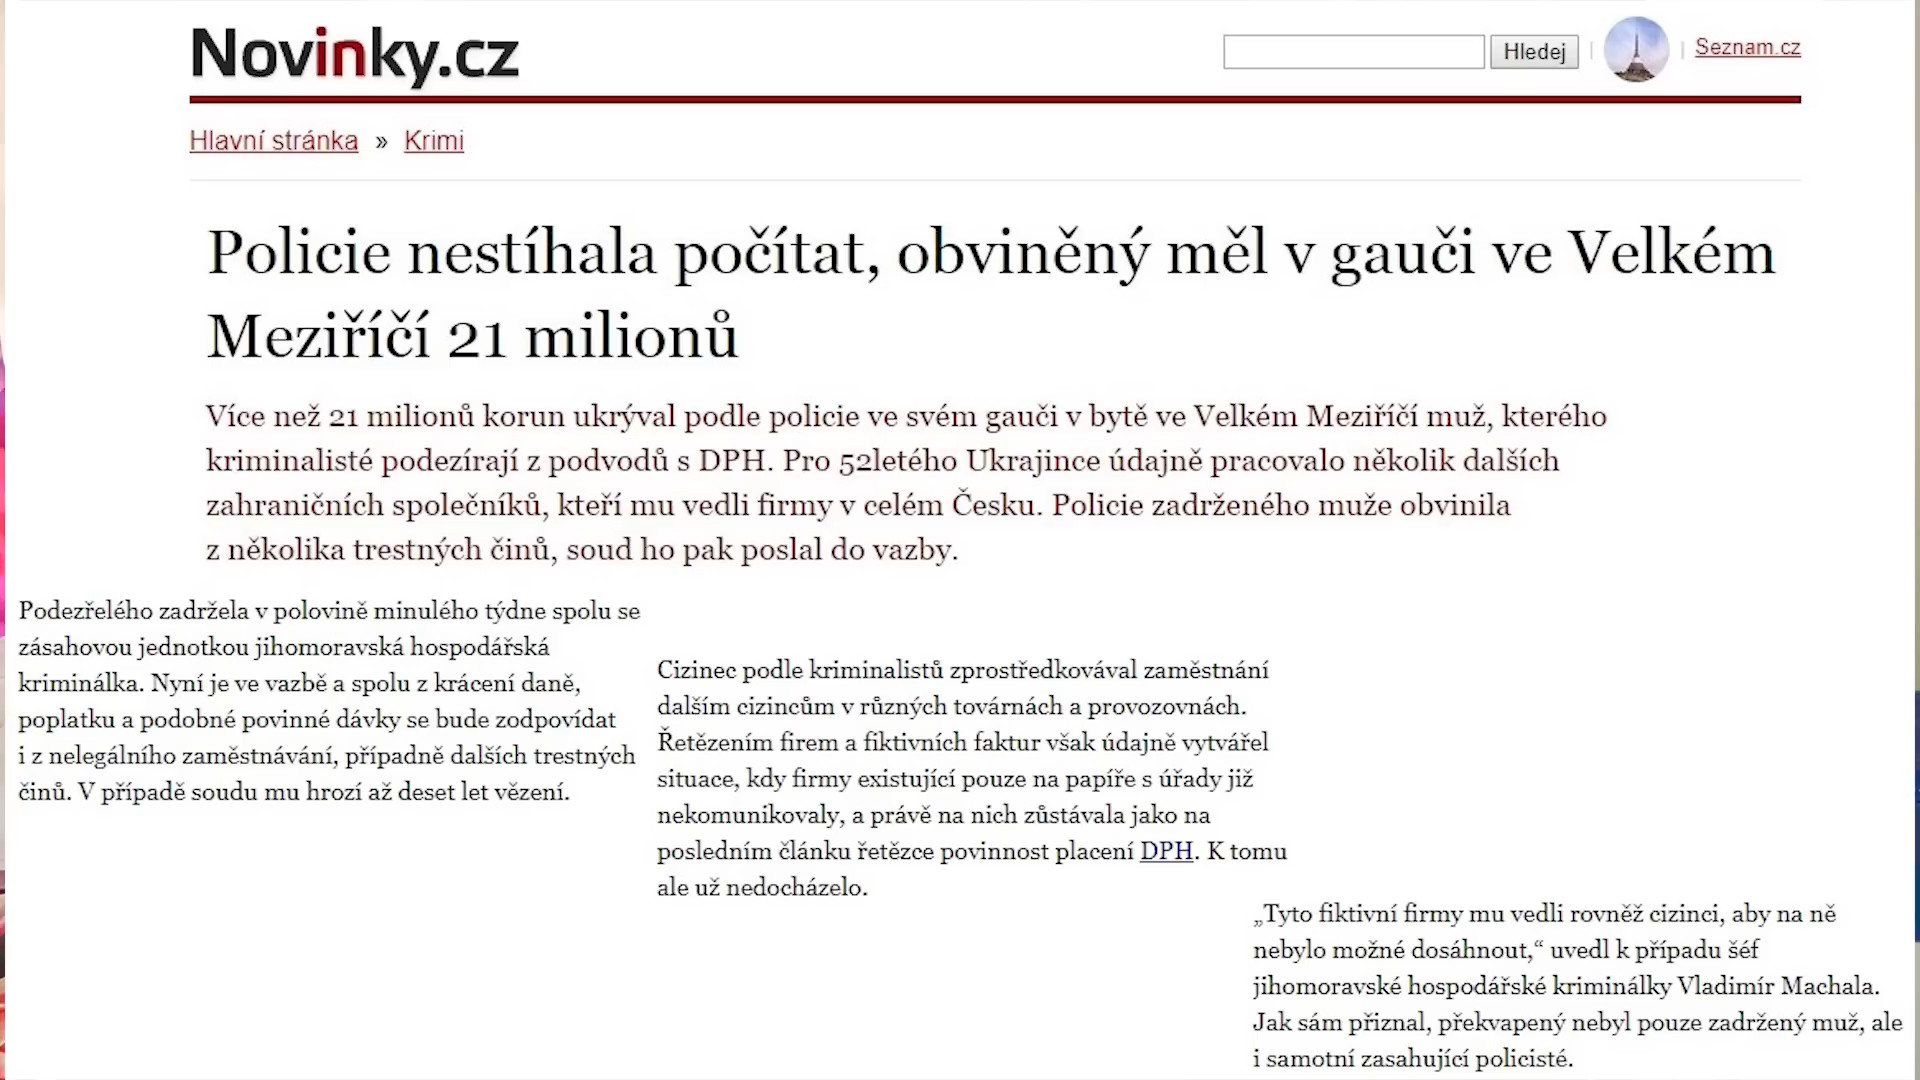 Novinky.cz
Hledej
Seznam.cz
Hlavní stránka » Krimi
Policie nestíhala počítat, obviněný měl v gauči ve Velkém
Meziříčí 21 milionů
Více než 21 milionů korun ukrýval podle policie ve svém gauči v bytě ve Velkém Meziříčí muž, kterého
kriminalisté podezírají z podvodů s DPH. Pro 52letého Ukrajince údajně pracovalo několik dalších
zahraničních společníků, kteří mu vedli firmy v celém Česku. Policie zadrženého muže obvinila
z několika trestných činů, soud ho pak poslal do vazby.
Podezřelého zadržela v polovině minulého týdne spolu se
zásahovou jednotkou jihomoravská hospodářská
kriminálka. Nyní je ve vazbě a spolu z krácení daně,
poplatku a podobné povinné dávky se bude zodpovídat
i z nelegálního zaměstnávání, případně dalších trestných
činů. V případě soudu mu hrozí až deset let vězení.
Cizinec podle kriminalistů zprostředkovával zaměstnání
dalším cizincům v různých továrnách a provozovnách.
Řetězením firem a fiktivních faktur však údajně vytvářel
situace, kdy firmy existující pouze na papíře s úřady již
nekomunikovaly, a právě na nich zůstávala jako na
posledním článku řetězce povinnost placení DPH. K tomu
ale už nedocházelo.
„Tyto fiktivní firmy mu vedli rovněž cizinci, aby na ně
nebylo možné dosáhnout,“ uvedl k případu šéf
jihomoravské hospodářské kriminálky Vladimír Machala.
Jak sám přiznal, překvapený nebyl pouze zadržený muž, ale
i samotní zasahující policisté.